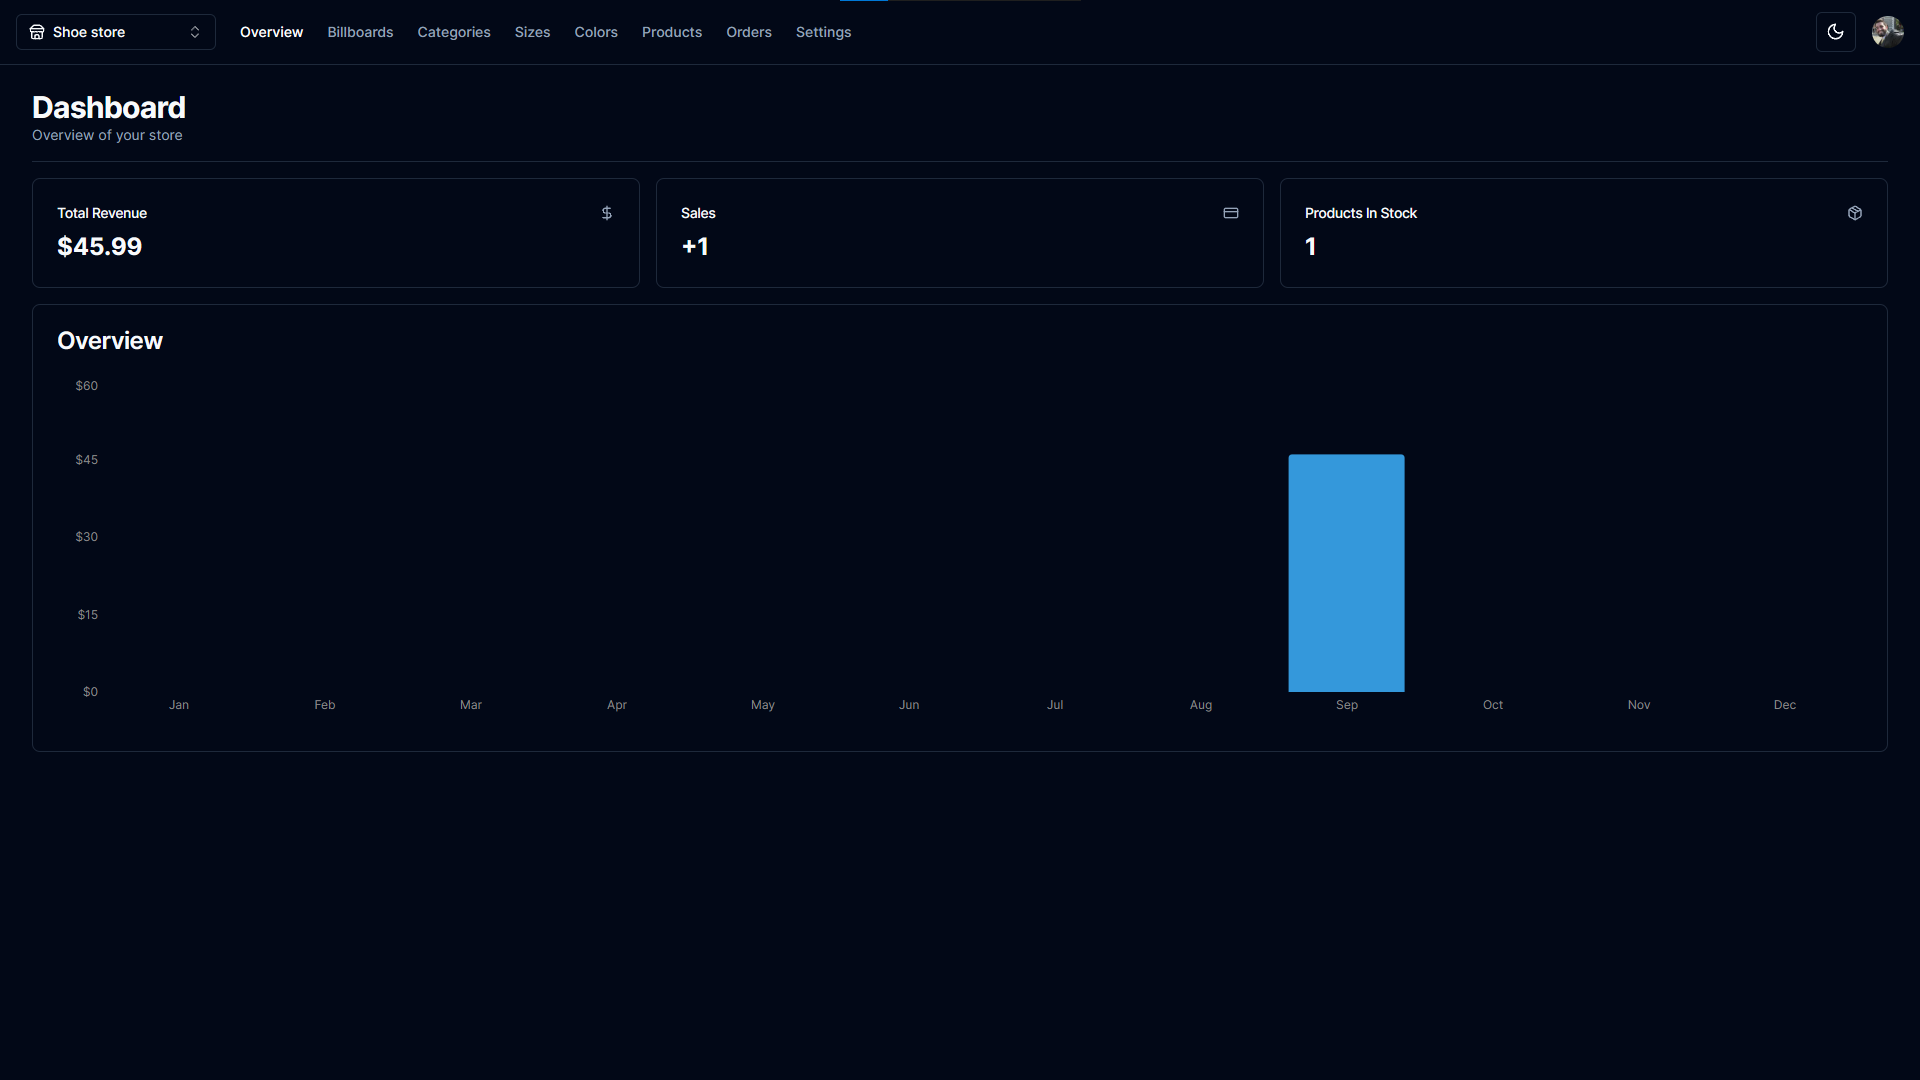 Shoe store
Overview Billboards Categories Sizes Colors Products Orders Settings
Dashboard
Overview of your store
Total Revenue
$45.99
Sales
+1
Products In Stock
1
Overview
$60
$45
$30
$15
$0
Jan Feb Mar Apr May Jun Jul Aug Sep Oct Nov Dec